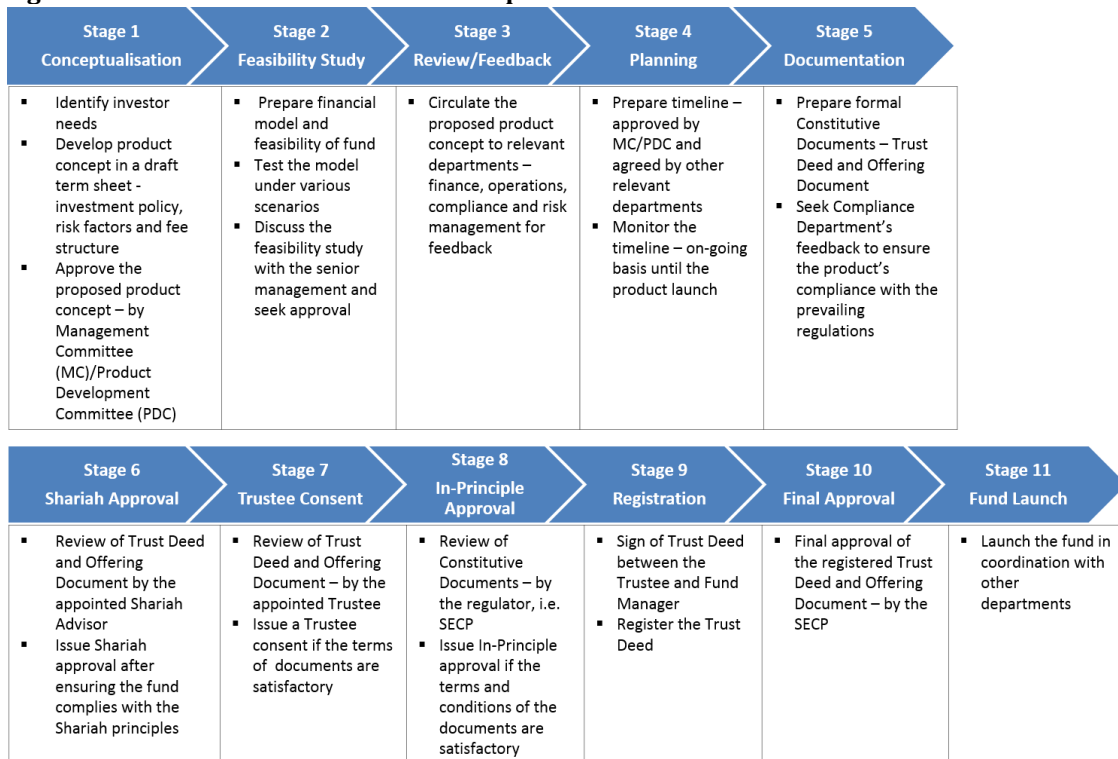 Stage 1
Conceptualisation
Stage 2
Feasibility Study
Stage 3
Review/Feedback
Stage 4
Planning
Stage 5
Documentation
▪ Identify investor
needs
▪ Develop product
concept in a draft
term sheet -
investment policy,
risk factors and fee
structure
▪ Approve the
proposed product
concept – by
Management
Committee
(MC)/Product
Development
Committee (PDC)
▪ Prepare financial
model and
feasibility of fund
▪ Test the model
under various
scenarios
▪ Discuss the
feasibility study
with the senior
management and
seek approval
▪ Circulate the
proposed product
concept to relevant
departments –
finance, operations,
compliance and risk
management for
feedback
▪ Prepare timeline –
approved by
MC/PDC and
agreed by other
relevant
departments
▪ Monitor the
timeline – on-going
basis until the
product launch
▪ Prepare formal
Constitutive
Documents – Trust
Deed and Offering
Document
▪ Seek Compliance
Department's
feedback to ensure
the product's
compliance with the
prevailing
regulations
Stage 6
Shariah Approval
Stage 7
Trustee Consent
Stage 8
In-Principle
Approval
Stage 9
Registration
Stage 10
Final Approval
Stage 11
Fund Launch
▪ Review of Trust Deed
and Offering
Document by the
appointed Shariah
Advisor
▪ Issue Shariah
approval after
ensuring the fund
complies with the
Shariah principles
▪ Review of Trust
Deed and Offering
Document – by the
appointed Trustee
▪ Issue a Trustee
consent if the terms
of documents are
satisfactory
▪ Review of
Constitutive
Documents – by
the regulator, i.e.
SECP
▪ Issue In-Principle
approval if the
terms and
conditions of the
documents are
satisfactory
▪ Sign of Trust Deed
between the
Trustee and Fund
Manager
▪ Register the Trust
Deed
▪ Final approval of
the registered Trust
Deed and Offering
Document – by the
SECP
▪ Launch the fund in
coordination with
other
departments